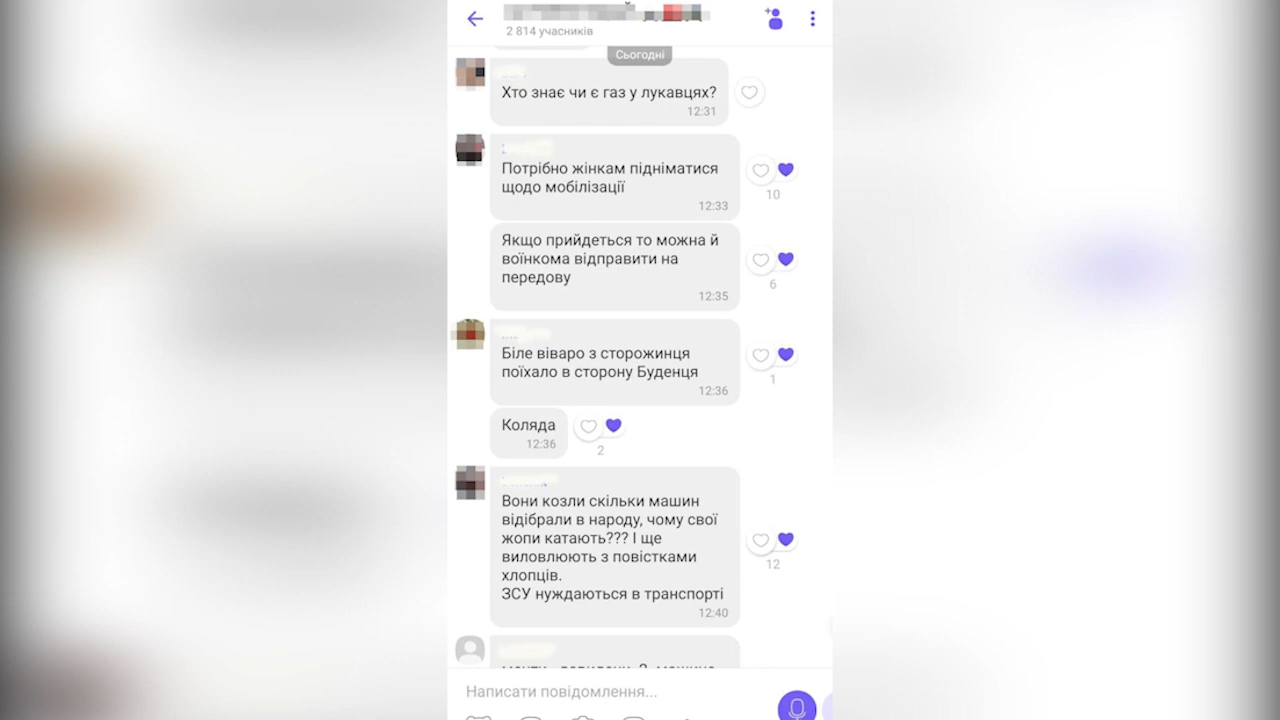 2 814 учасників
Сьогодні
Хто знає чи є газ у лукавцях?
12:31
Потрібно жінкам підніматися
щодо мобілізації
12:33
10
Якщо прийдеться то можна й
воїнкома відправити на
передову
12:35
6
Біле віваро з сторожинця
поїхало в сторону Буденця
12:36
1
Коляда
12:36
2
Вони козли скільки машин
відібрали в народу, чому свої
жопи катають??? І ще
виловлюють з повістками
хлопців.
ЗСУ нуждаються в транспорті
12:40
12
Написати повідомлення...